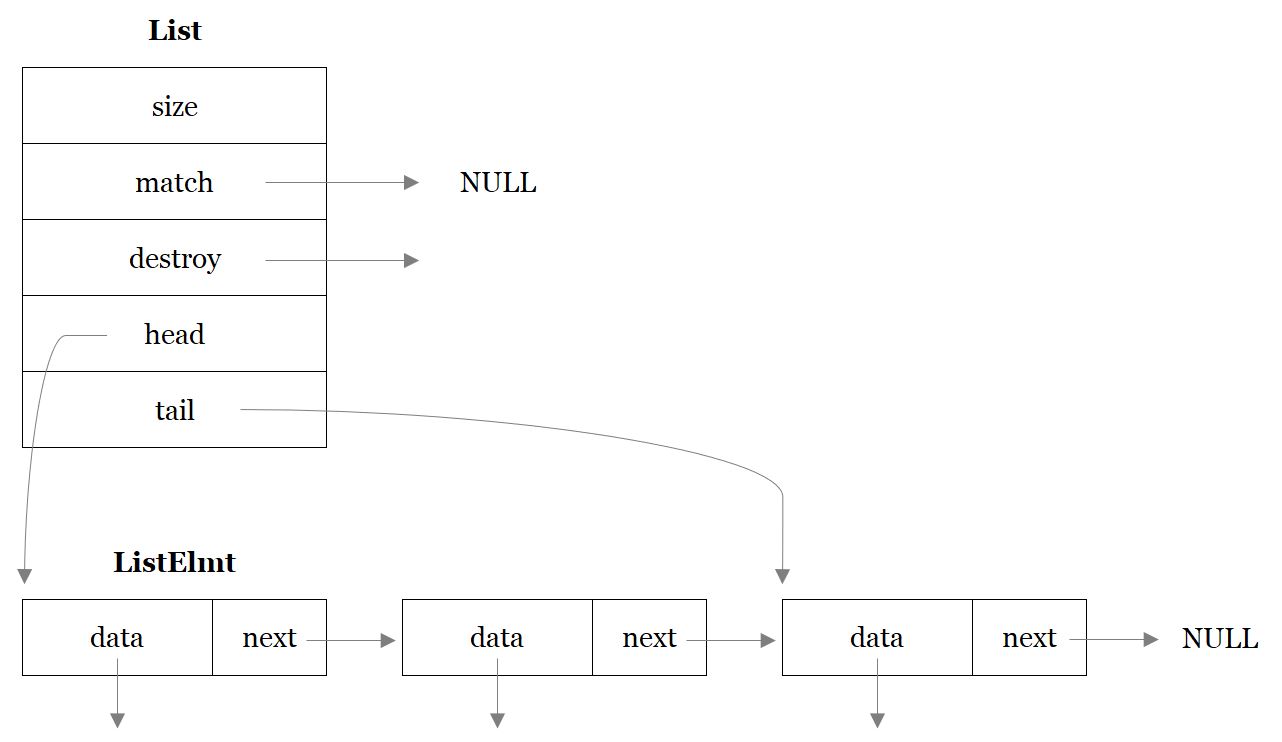 List
size
match NULL
destroy
head
tail
ListElmt
data next data next data next NULL